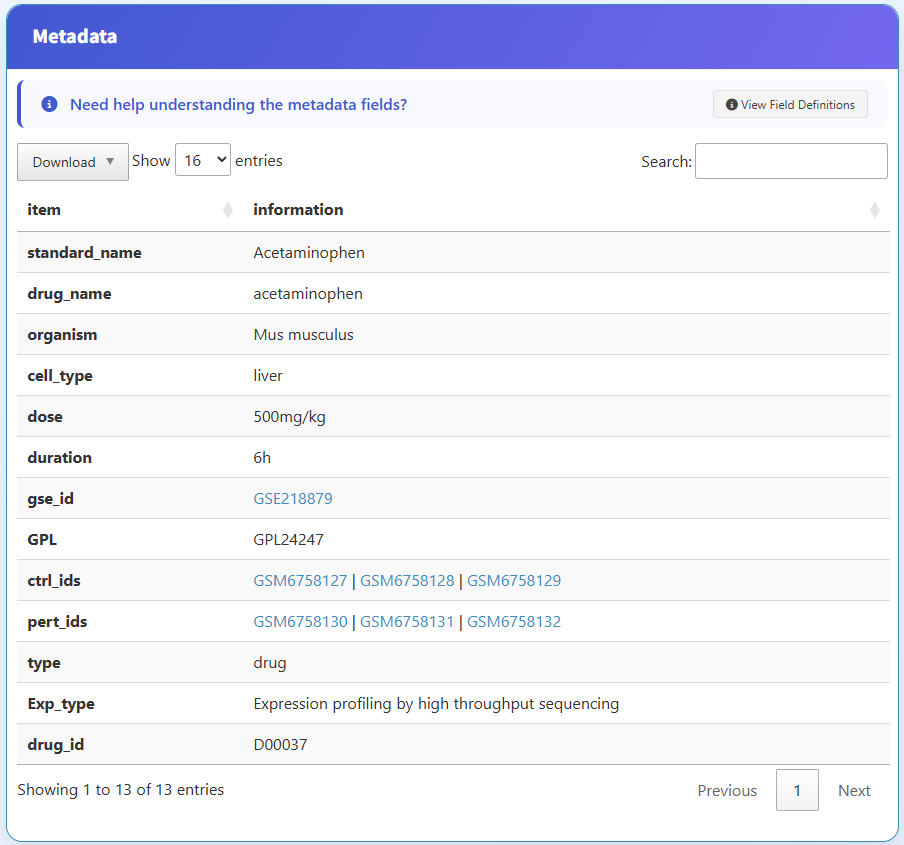 Metadata
Need help understanding the metadata fields?
View Field Definitions
Download ▼ Show 16 entries
Search:
item information
standard_name Acetaminophen
drug_name acetaminophen
organism Mus musculus
cell_type liver
dose 500mg/kg
duration 6h
gse_id GSE218879
GPL GPL24247
ctrl_ids GSM6758127 | GSM6758128 | GSM6758129
pert_ids GSM6758130 | GSM6758131 | GSM6758132
type drug
Exp_type Expression profiling by high throughput sequencing
drug_id D00037
Showing 1 to 13 of 13 entries
Previous 1 Next